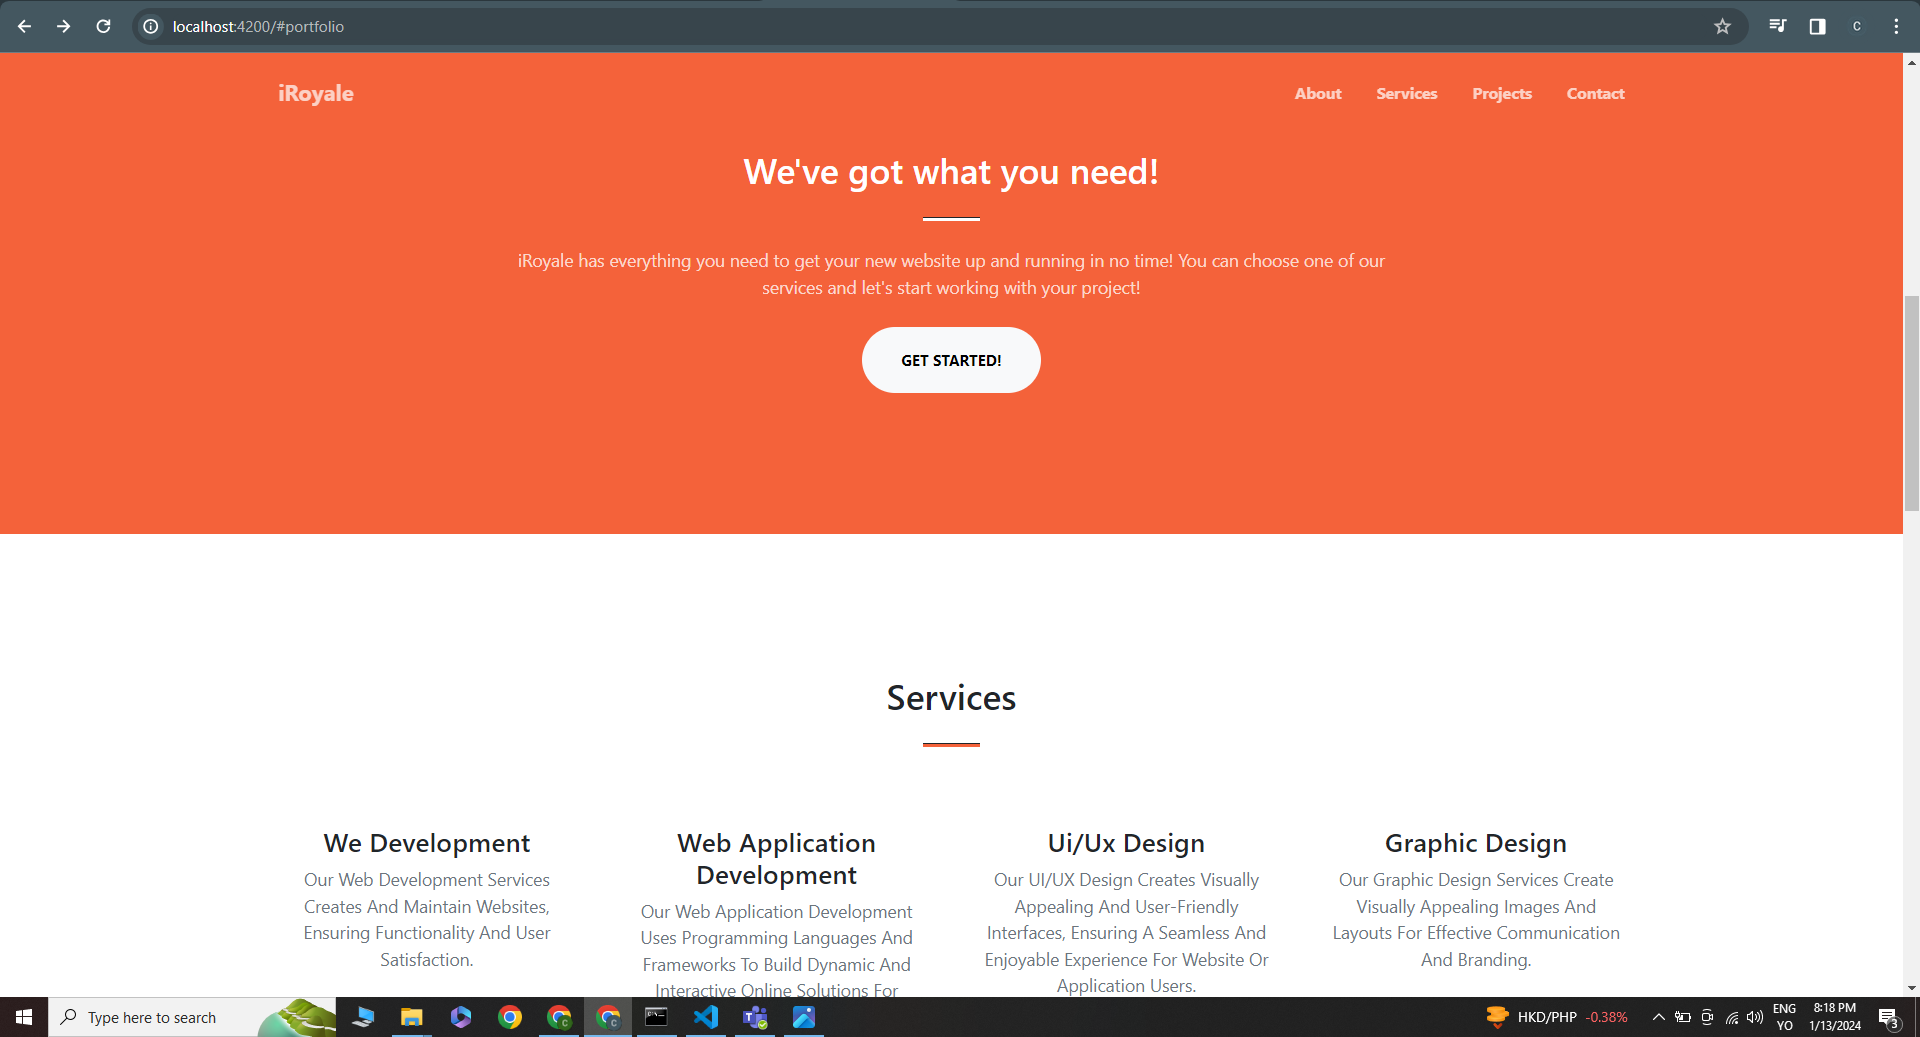 localhost:4200/#portfolio
C
iRoyale
About Services Projects Contact
We've got what you need!
iRoyale has everything you need to get your new website up and running in no time! You can choose one of our
services and let's start working with your project!
GET STARTED!
Services
We Development
Our Web Development Services
Creates And Maintain Websites,
Ensuring Functionality And User
Satisfaction.
Web Application
Development
Our Web Application Development
Uses Programming Languages And
Frameworks To Build Dynamic And
Interactive Online Solutions For
Ui/Ux Design
Our UI/UX Design Creates Visually
Appealing And User-Friendly
Interfaces, Ensuring A Seamless And
Enjoyable Experience For Website Or
Application Users.
Graphic Design
Our Graphic Design Services Create
Visually Appealing Images And
Layouts For Effective Communication
And Branding.
Type here to search
HKD/PHP -0.38%
ENG
YO
8:18 PM
1/13/2024
3